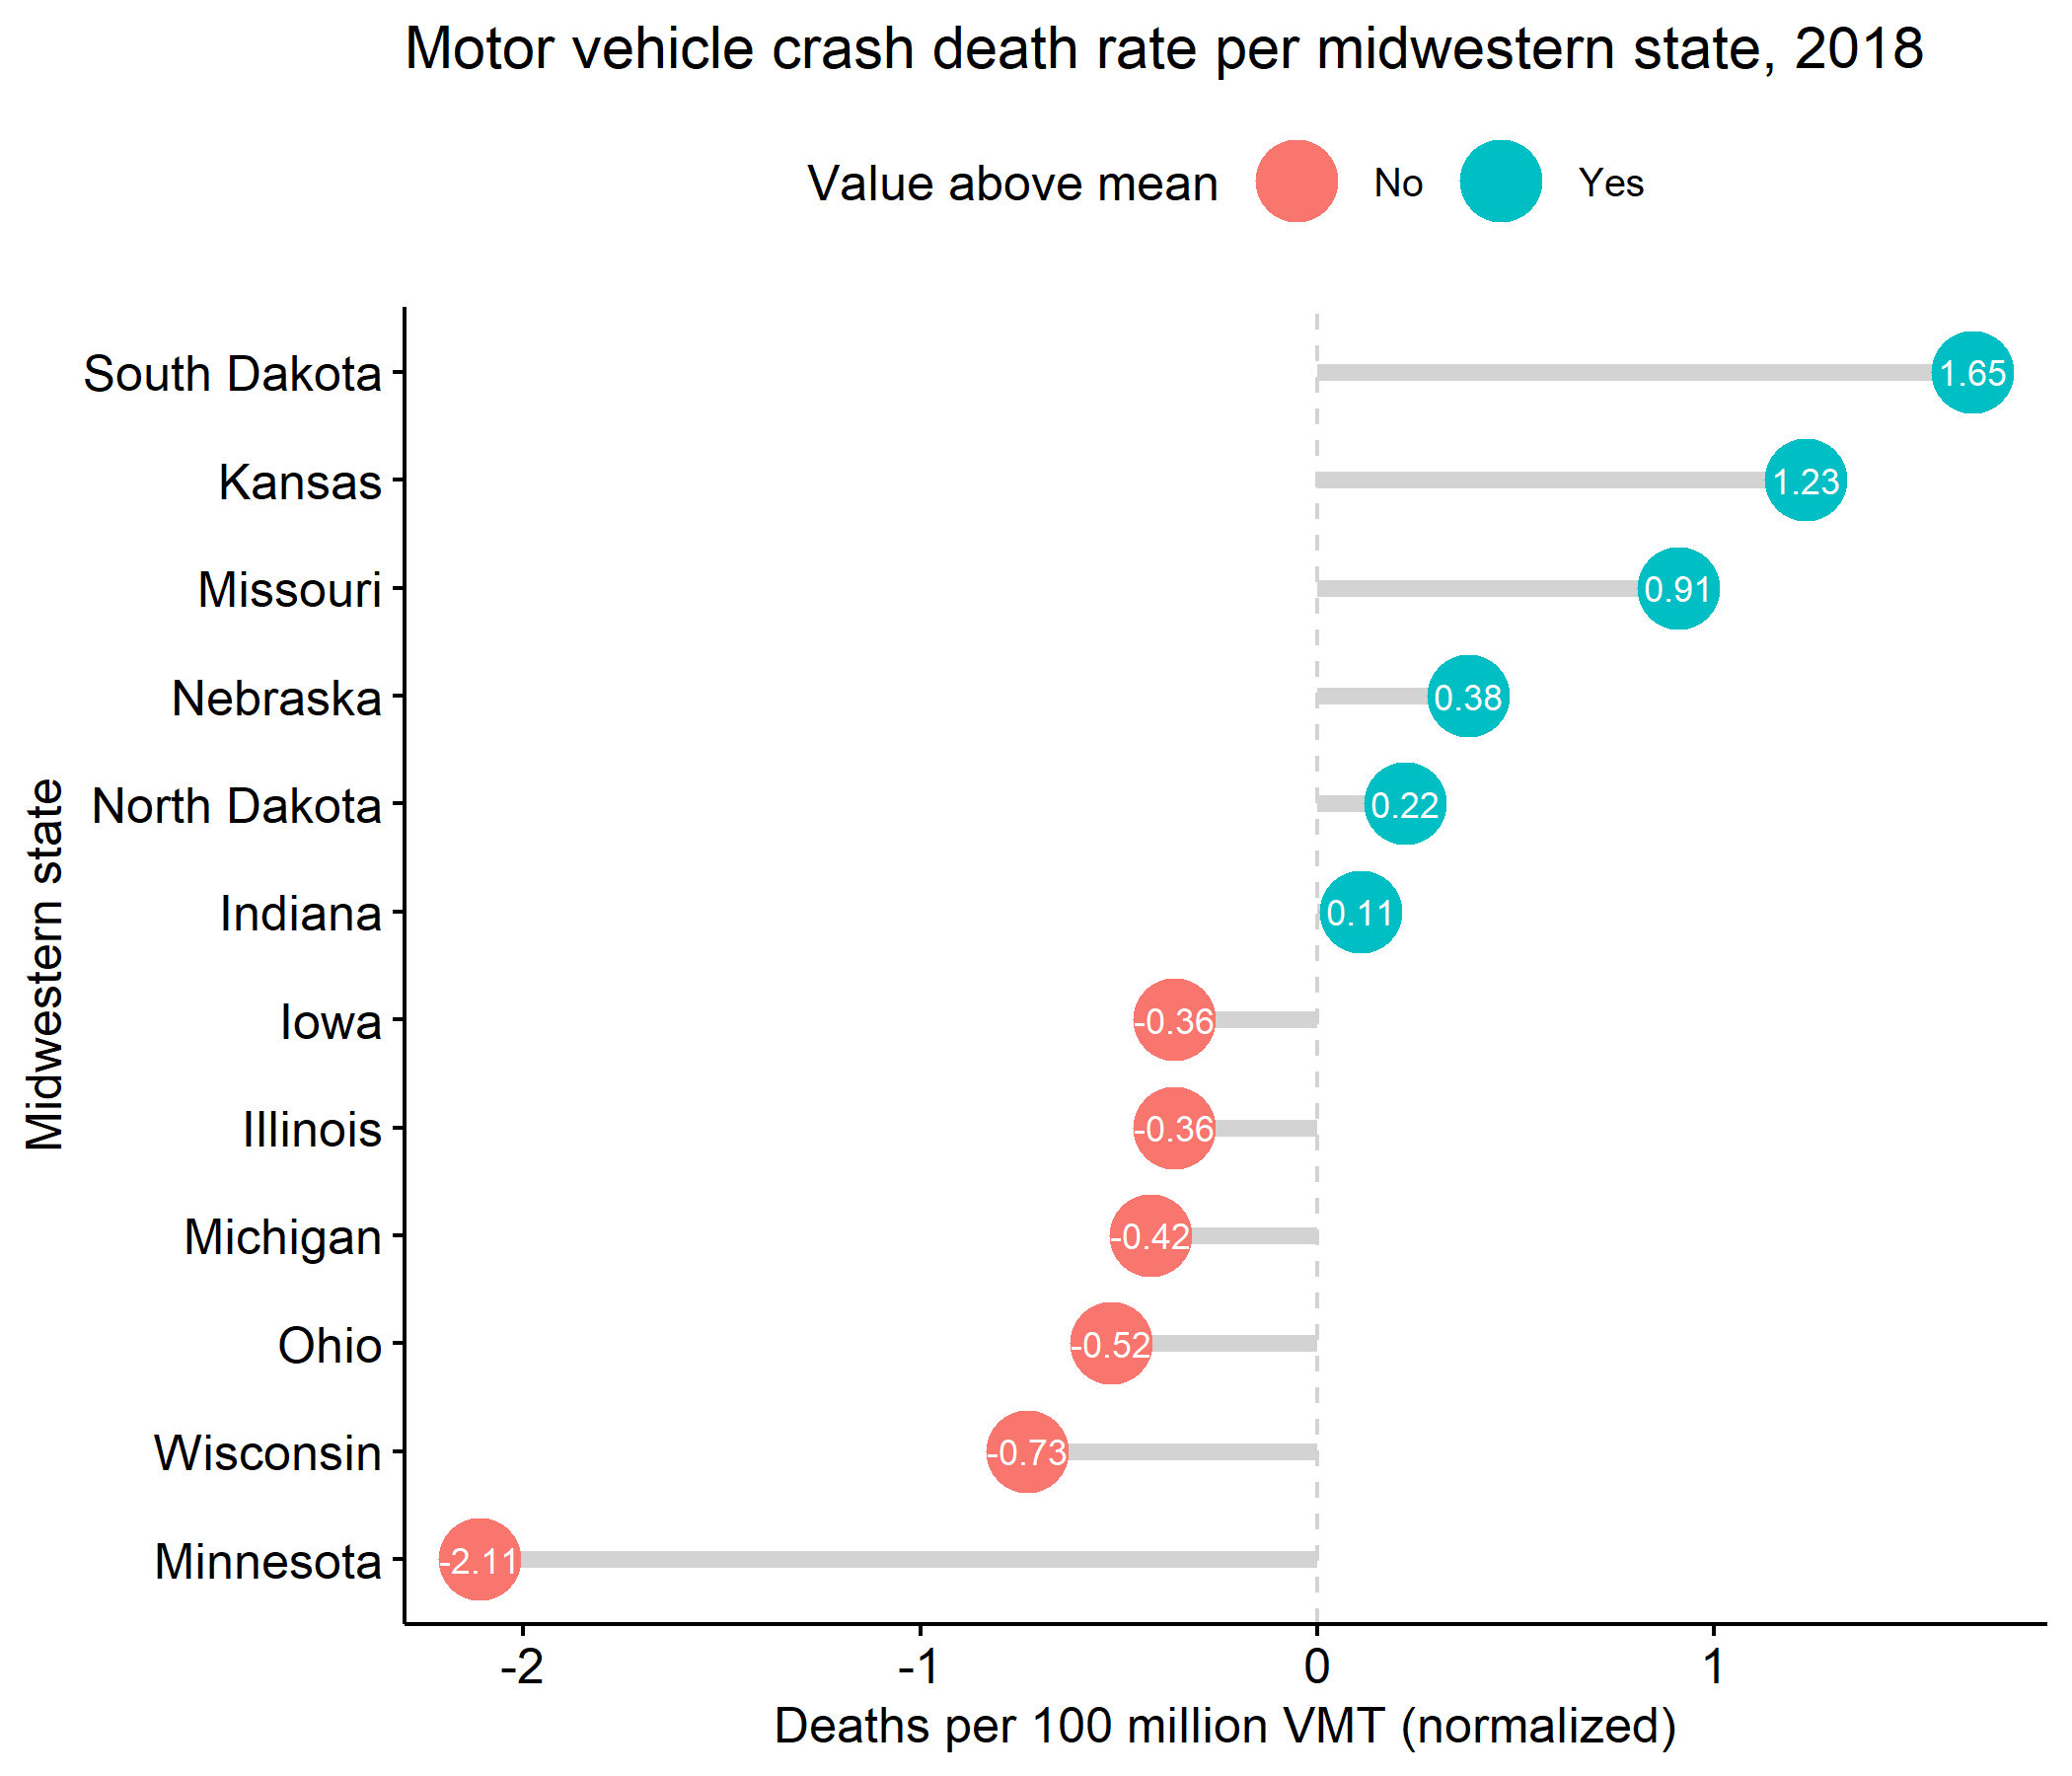 Motor vehicle crash death rate per midwestern state, 2018
Value above mean No Yes
Midwestern state
South Dakota 1.65
Kansas 1.23
Missouri 0.91
Nebraska 0.38
North Dakota 0.22
Indiana 0.11
Iowa -0.36
Illinois -0.36
Michigan -0.42
Ohio -0.52
Wisconsin -0.73
Minnesota -2.11
-2 -1 0 1
Deaths per 100 million VMT (normalized)